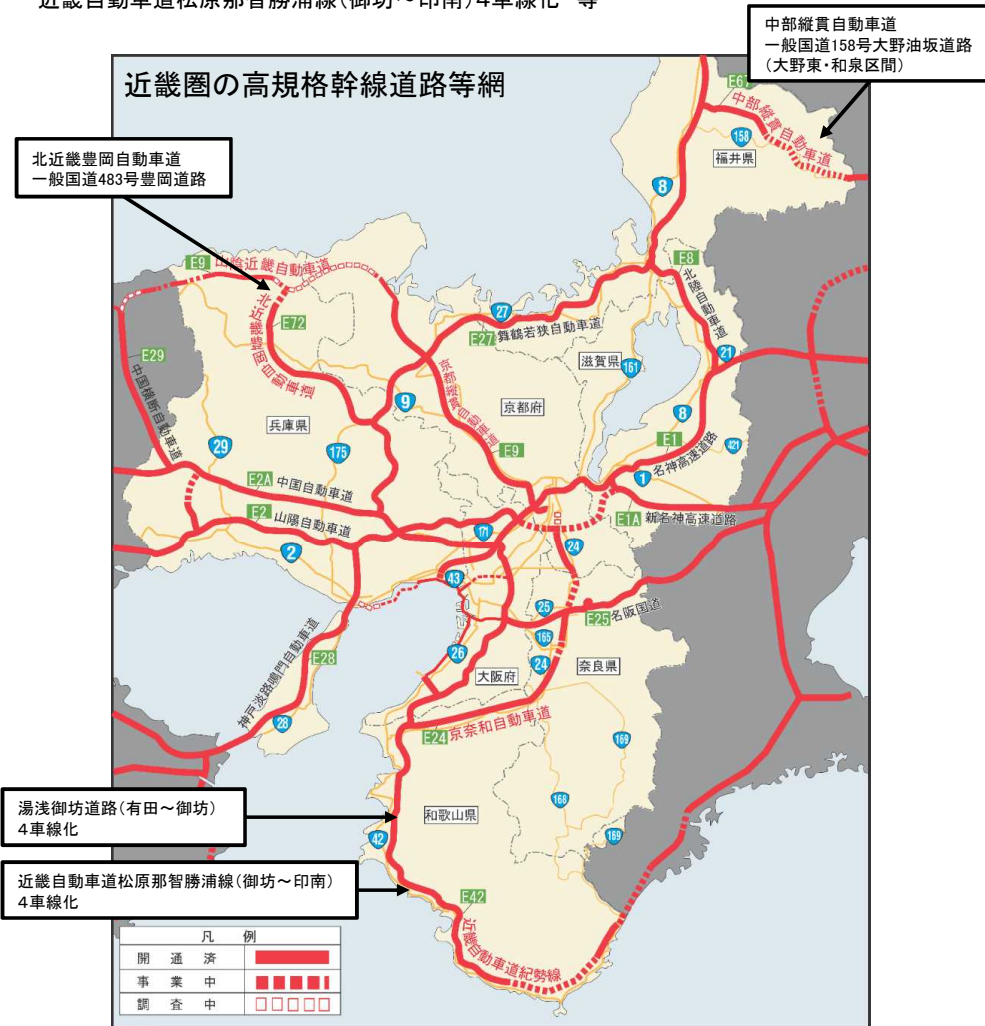 近畿自動車道松原那智勝浦線(御坊～印南)4車線化 等
中部縦貫自動車道
一般国道158号大野油坂道路
(大野東・和泉区間)
近畿圏の高規格幹線道路等網
E67
中部縦貫自動車道
158
福井県
北近畿豊岡自動車道
一般国道483号豊岡道路
8
E9 山陰近畿自動車道
E8
北陸自動車道
E72
北近畿豊岡自動車道
27
E27 舞鶴若狭自動車道
21
滋賀県
161
E29
中国横断自動車道
京都縦貫自動車道
9
京都府
8
兵庫県
29
175
E9
E1
名神高速道路
421
E2A 中国自動車道
1
E2 山陽自動車道
E1A 新名神高速道路
171
2
24
43
25
E25 名阪国道
165
26
24
奈良県
大阪府
E28
神戸淡路鳴門自動車道
28
E24 京奈和自動車道
169
湯浅御坊道路(有田～御坊)
4車線化
168
和歌山県
42
169
近畿自動車道松原那智勝浦線(御坊～印南)
4車線化
E42
近畿自動車道紀勢線
凡例
開通済
事業中
調査中